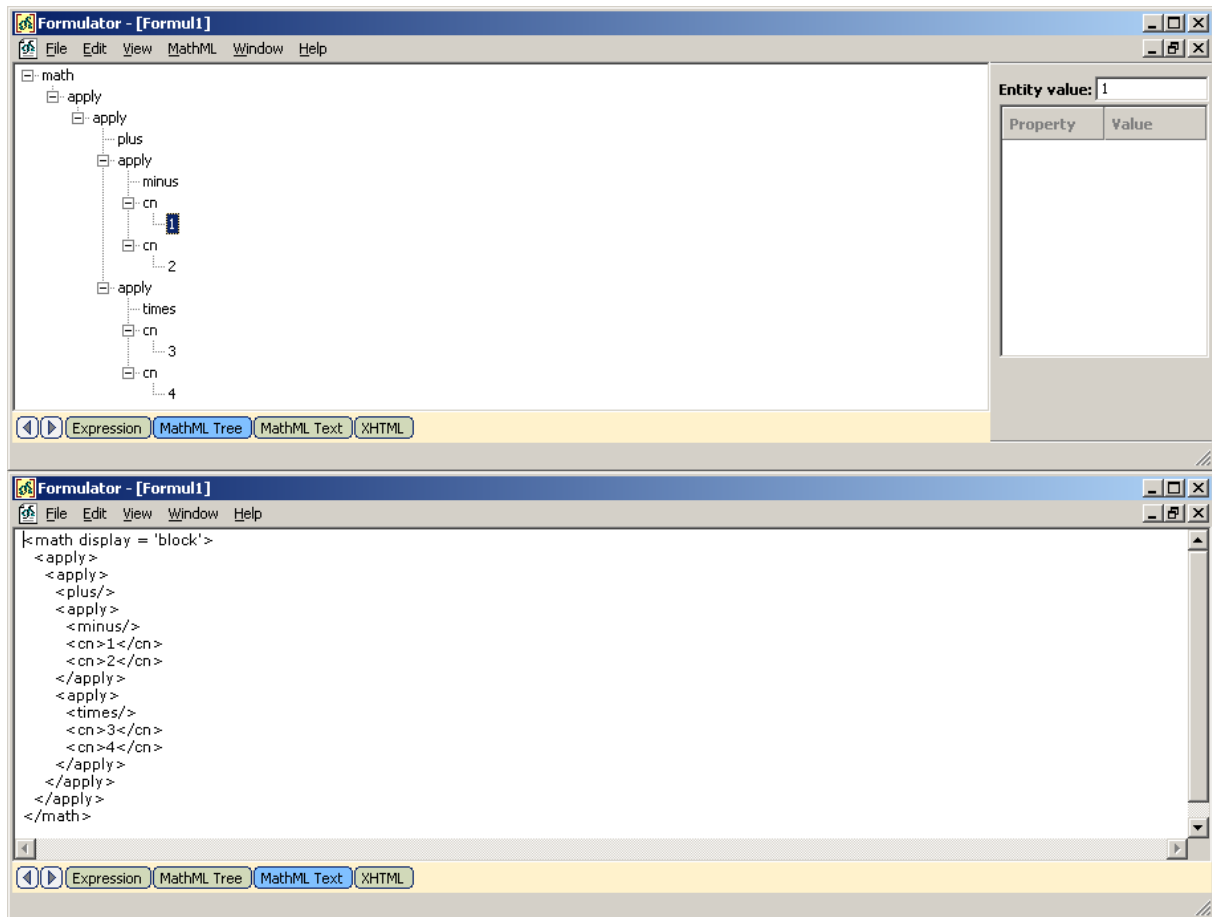 Formulator - [Formul1]
File Edit View MathML Window Help
math
apply
apply
plus
apply
minus
cn
1
cn
2
apply
times
cn
3
cn
4
Entity value: 1
Property Value
Expression MathML Tree MathML Text XHTML
Formulator - [Formul1]
File Edit View Window Help
<math display = 'block'>
<apply>
<apply>
<plus/>
<apply>
<minus/>
<cn>1</cn>
<cn>2</cn>
</apply>
<apply>
<times/>
<cn>3</cn>
<cn>4</cn>
</apply>
</apply>
</apply>
</math>
Expression MathML Tree MathML Text XHTML